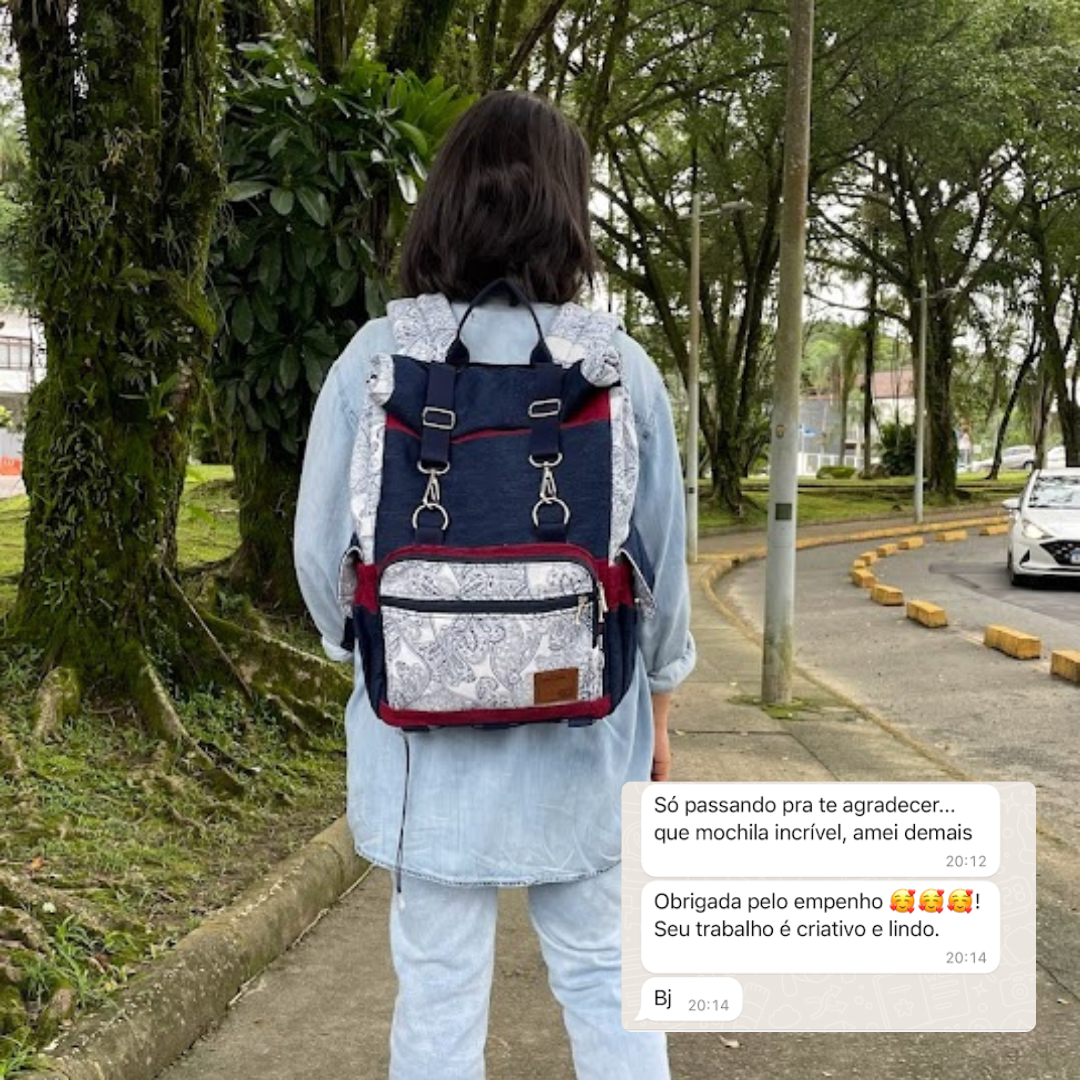 Só passando pra te agradecer...
que mochila incrível, amei demais
20:12
Obrigada pelo empenho 🥰🥰🥰!
Seu trabalho é criativo e lindo.
20:14
Bj 20:14